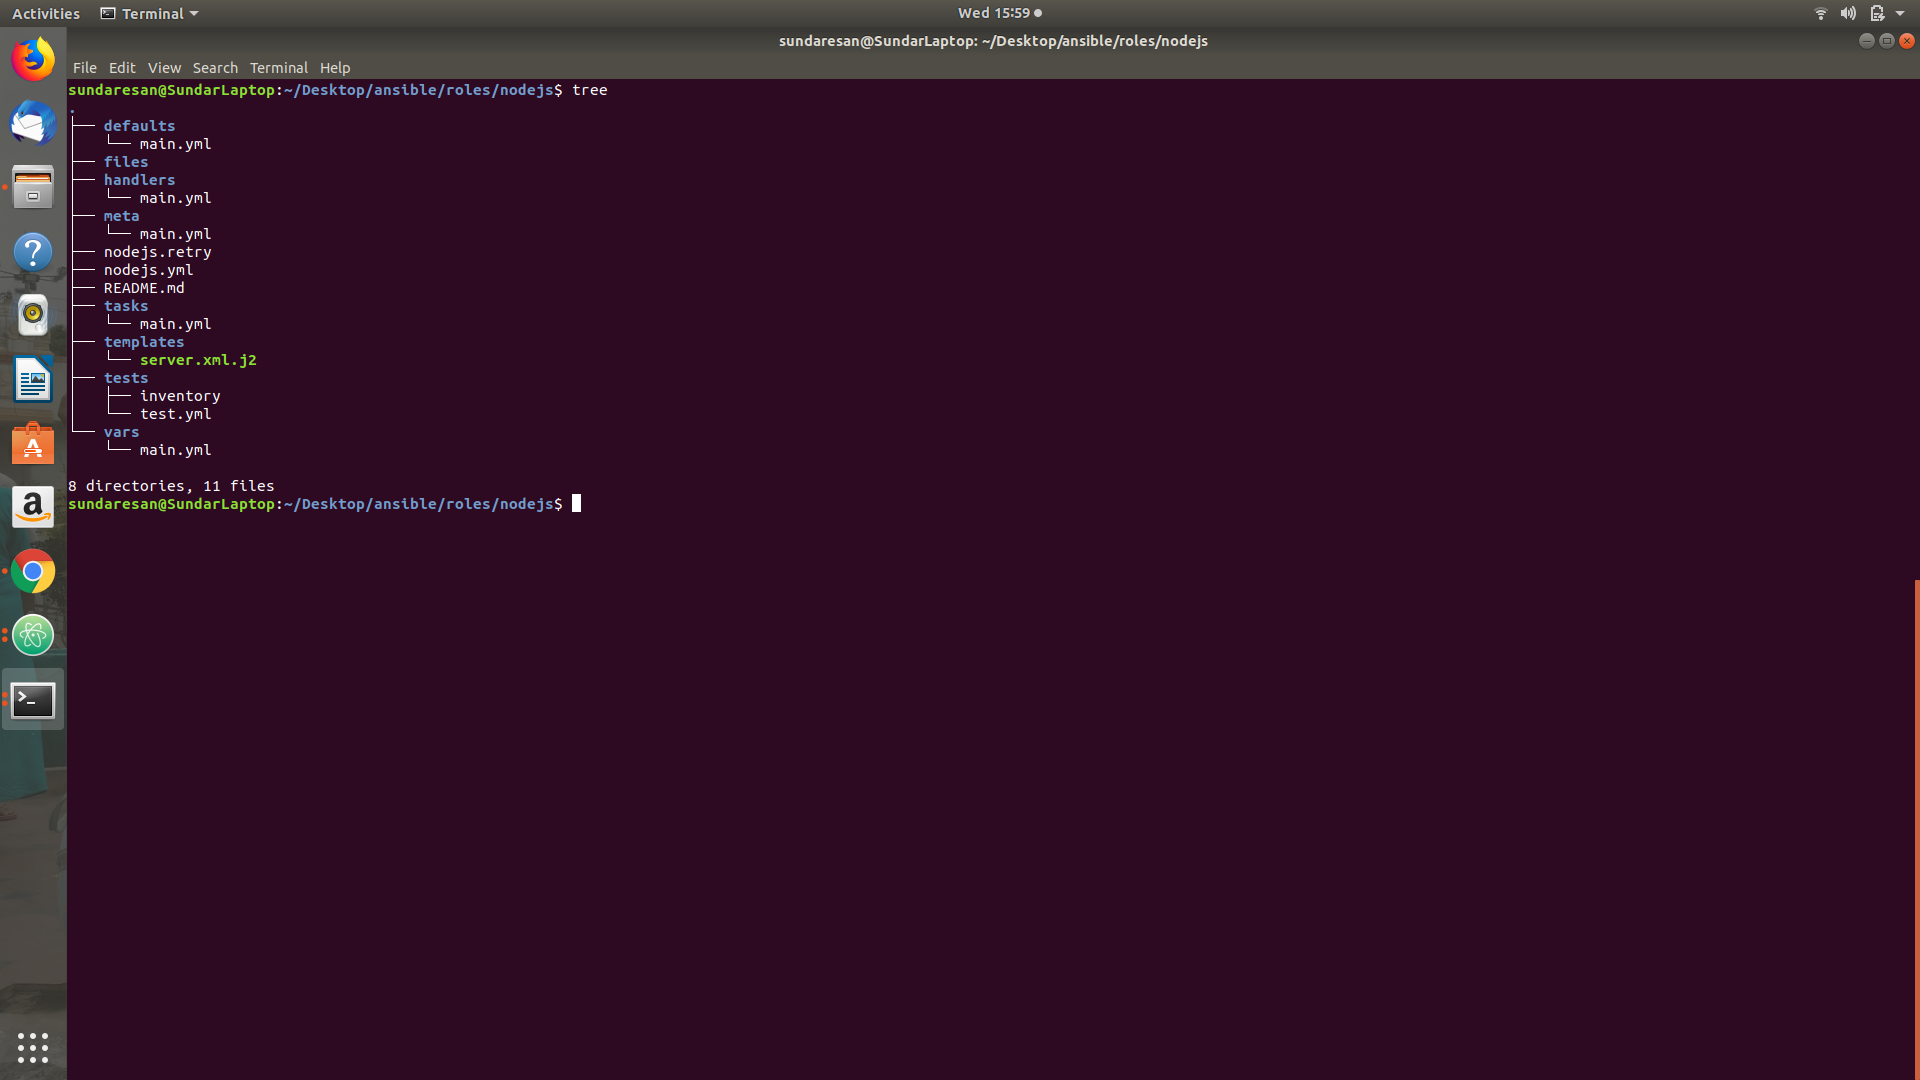 Activities Terminal Wed 15:59
sundaresan@SundarLaptop: ~/Desktop/ansible/roles/nodejs
File Edit View Search Terminal Help
sundaresan@SundarLaptop:~/Desktop/ansible/roles/nodejs$ tree
.
├── defaults
│   └── main.yml
├── files
├── handlers
│   └── main.yml
├── meta
│   └── main.yml
├── nodejs.retry
├── nodejs.yml
├── README.md
├── tasks
│   └── main.yml
├── templates
│   └── server.xml.j2
├── tests
│   ├── inventory
│   └── test.yml
└── vars
    └── main.yml
8 directories, 11 files
sundaresan@SundarLaptop:~/Desktop/ansible/roles/nodejs$